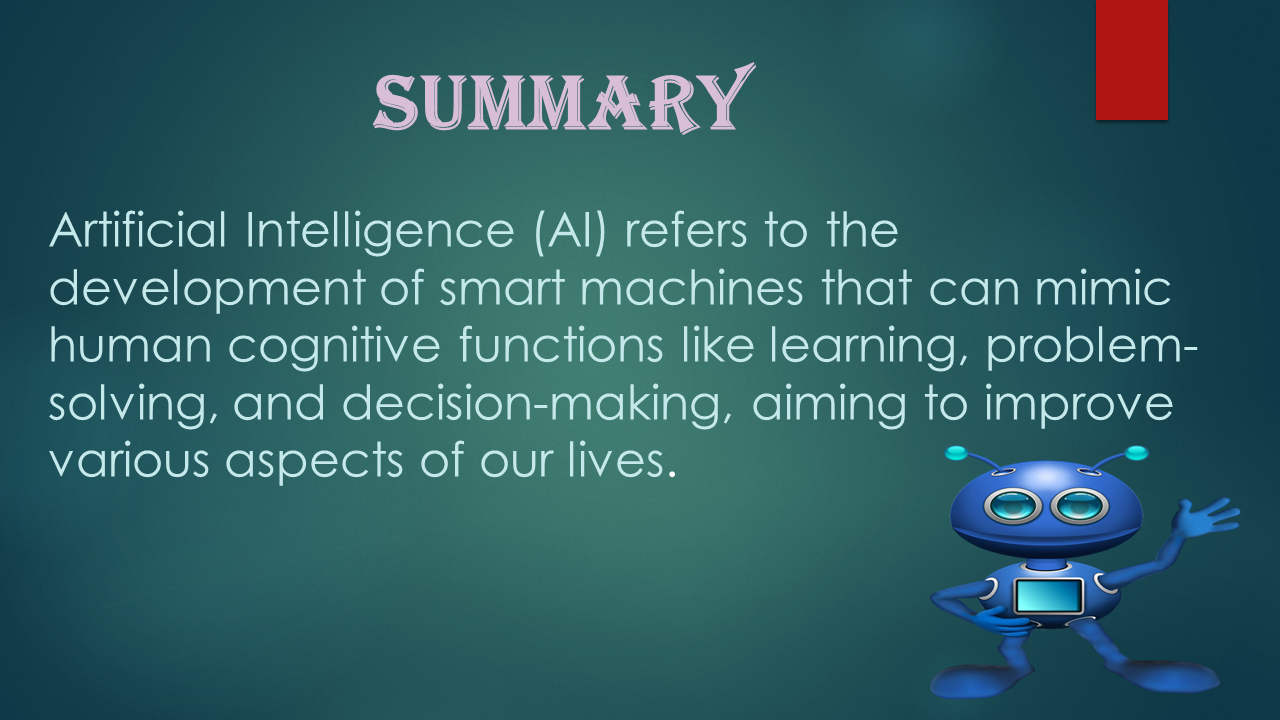 SUMMARY
Artificial Intelligence (AI) refers to the
development of smart machines that can mimic
human cognitive functions like learning, problem-
solving, and decision-making, aiming to improve
various aspects of our lives.